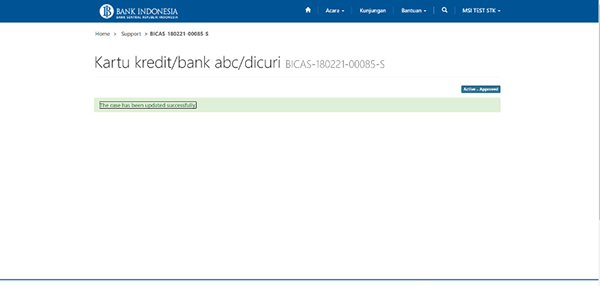 BANK INDONESIA
BANK SENTRAL REPUBLIK INDONESIA
Acara Kunjungan Bantuan MSI TEST STK
Home > Support > BICAS-180221-00085-S
Kartu kredit/bank abc/dicuri BICAS-180221-00085-S
Active - Approved
The case has been updated successfully.